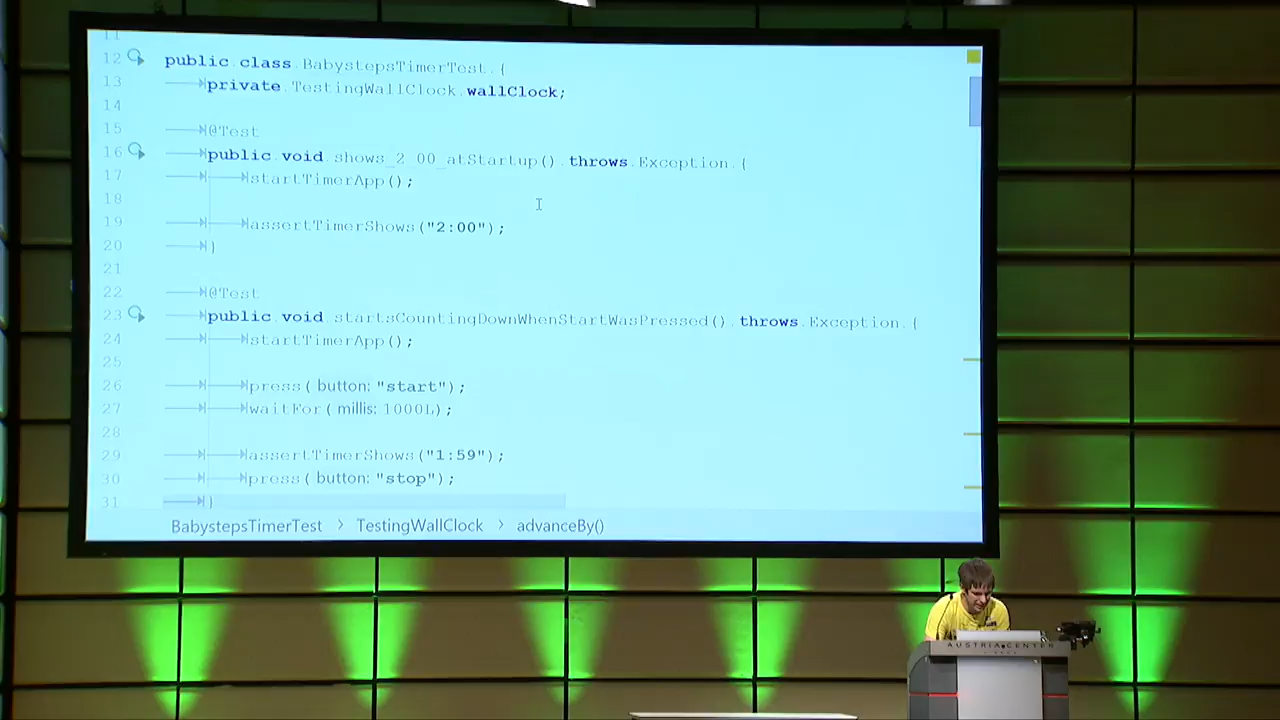 11
12 public class BabystepsTimerTest {
13 private TestingWallClock wallClock;
14
15 @Test
16 public void shows_2_00_atStartup() throws Exception {
17 startTimerApp();
18
19 assertTimerShows("2:00");
20 }
21
22 @Test
23 public void startsCountingDownWhenStartWasPressed() throws Exception {
24 startTimerApp();
25
26 press( button: "start");
27 waitFor( millis: 1000L);
28
29 assertTimerShows("1:59");
30 press( button: "stop");
31 }
BabystepsTimerTest > TestingWallClock > advanceBy()
AUSTRIA CENTER